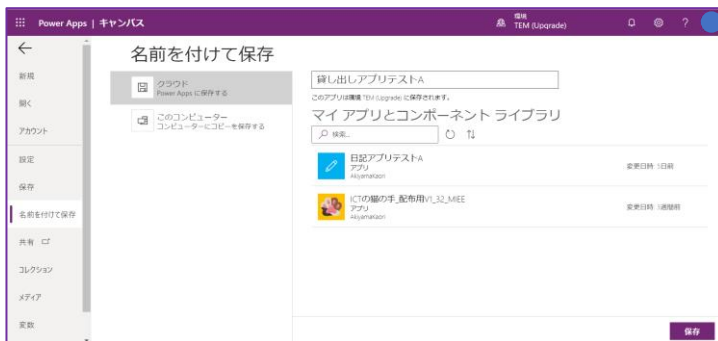 Power Apps | キャンバス
環境
TEM (Upgrade)
?
名前を付けて保存
新規
開く
アカウント
設定
保存
名前を付けて保存
共有
コレクション
メディア
変数
クラウド
Power Apps に保存する
このコンピューター
コンピューターにコピーを保存する
貸し出しアプリテストA
このアプリは環境 TEM (Upgrade) に保存されます。
マイ アプリとコンポーネント ライブラリ
検索...
日記アプリテストA
アプリ
AkiyamaKaori
変更日時 5日前
ICTの猫の手_配布用V1_32_MIEE
アプリ
AkiyamaKaori
変更日時 1週間前
保存